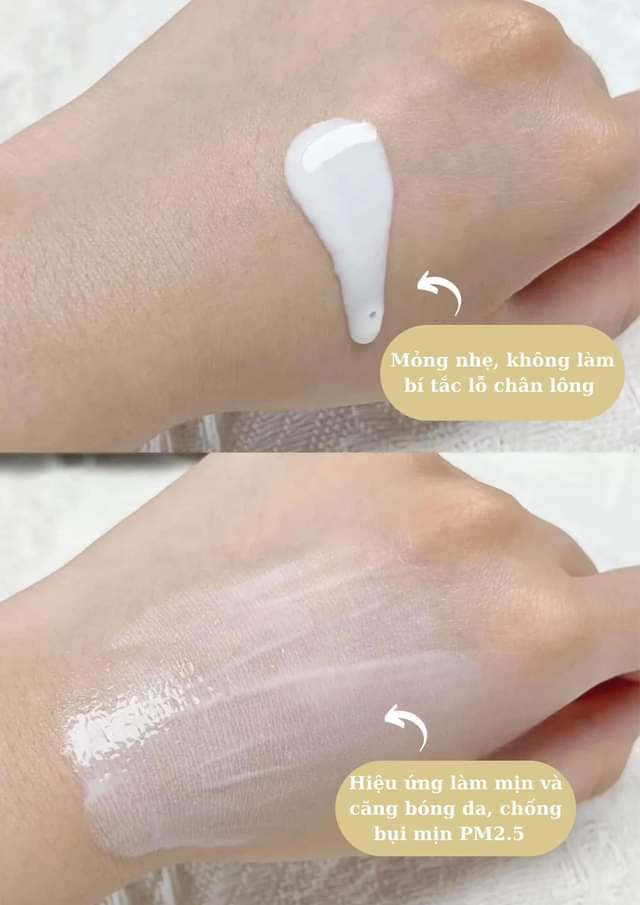 Mỏng nhẹ, không làm
bí tắc lỗ chân lông
Hiệu ứng làm mịn và
căng bóng da, chống
bụi mịn PM2.5